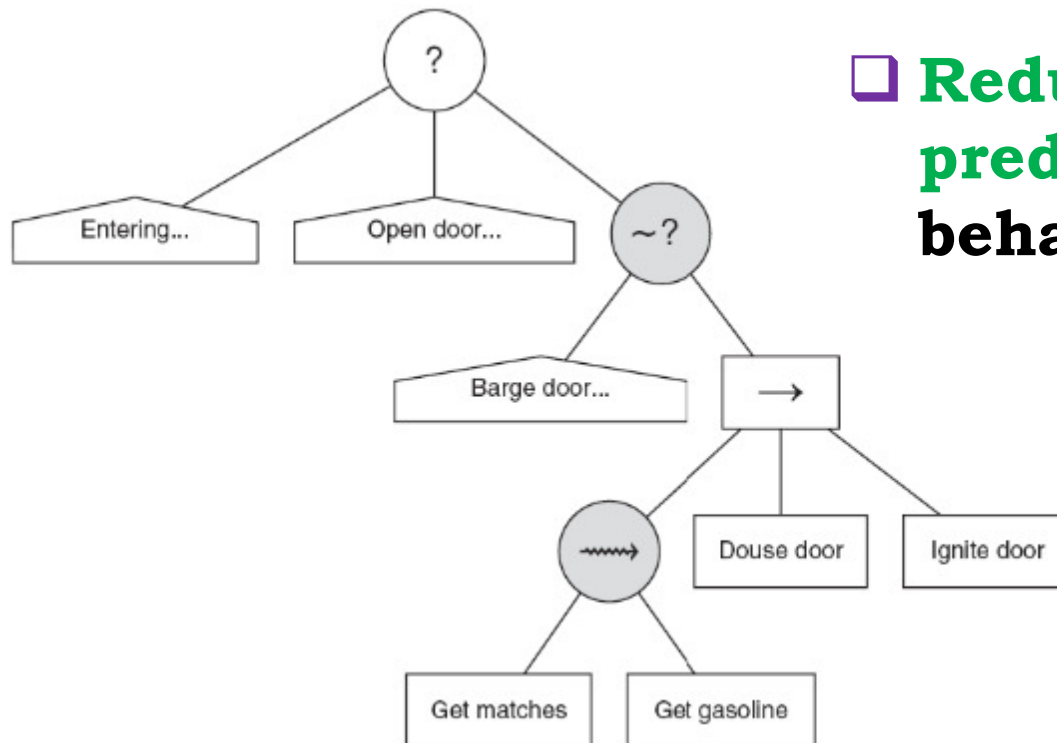 ?
Entering...
Open door...
~?
Barge door...
→
Douse door
Ignite door
Get matches
Get gasoline